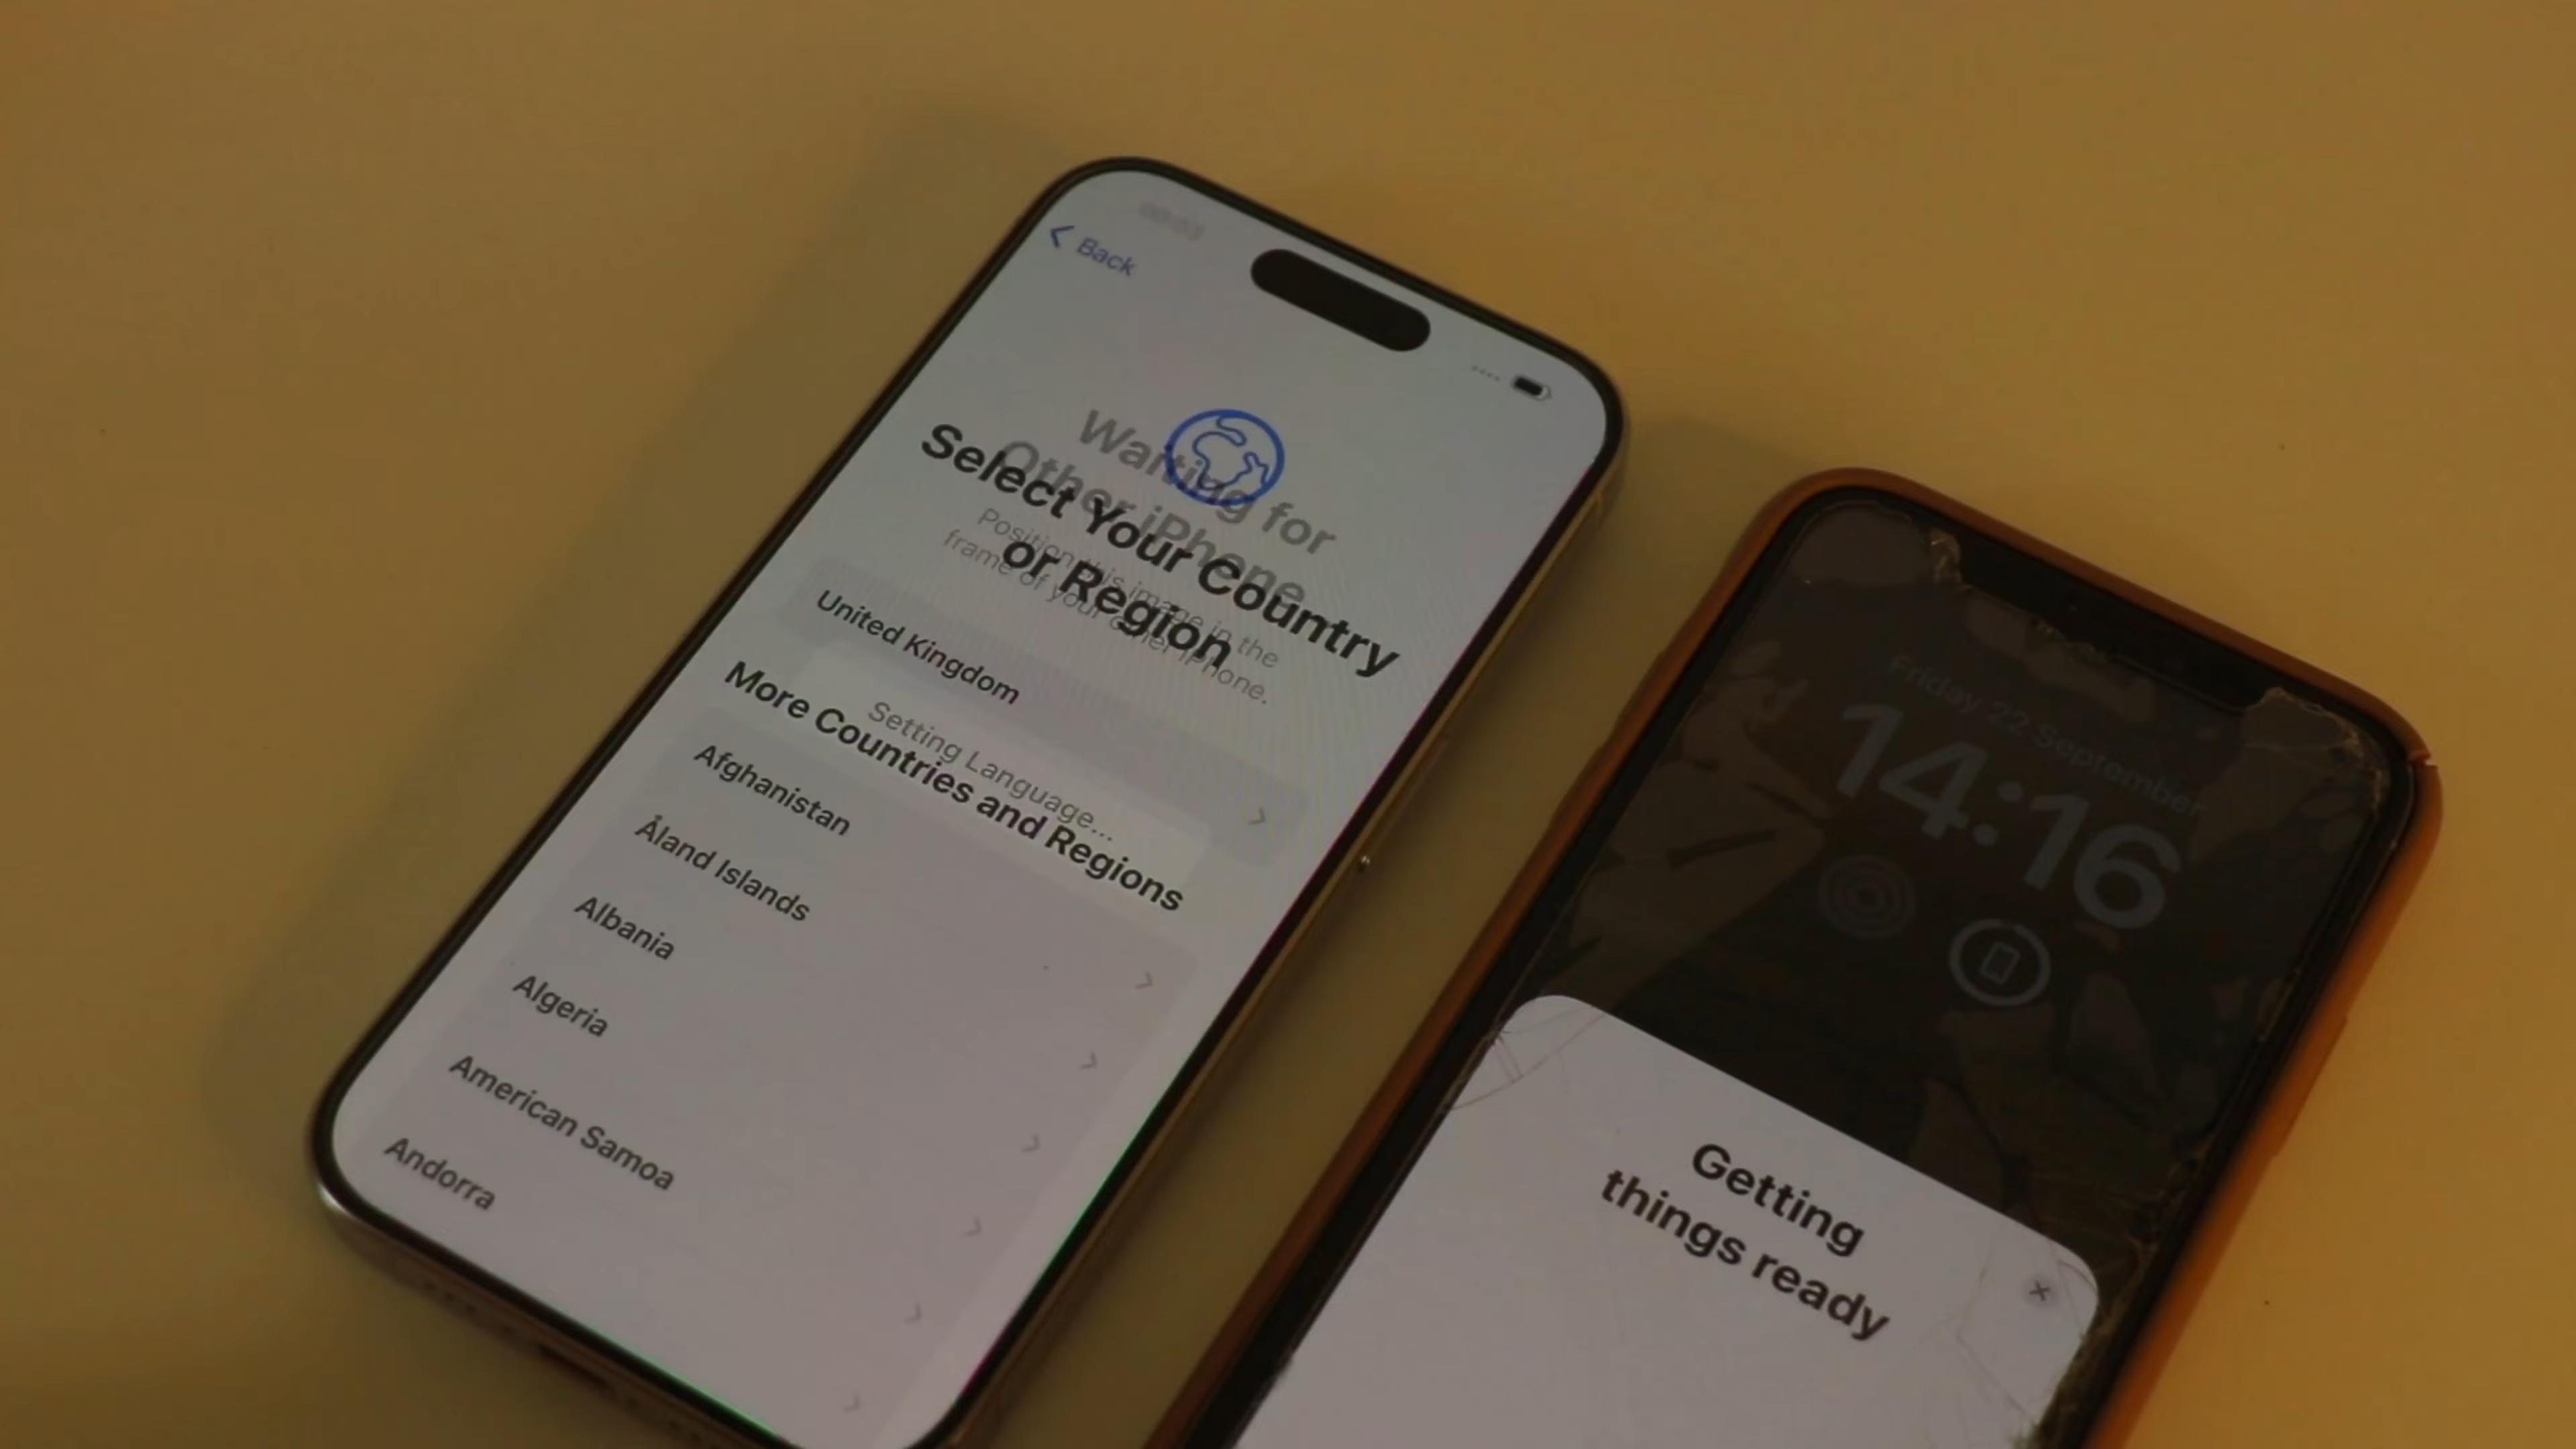 Back
Waiting for
Other iPhone
Position this image in the
frame of your other iPhone.
Select Your Country
or Region
United Kingdom
Setting Language...
More Countries and Regions
Afghanistan
Åland Islands
Albania
Algeria
American Samoa
Andorra
Friday 22 September
14:16
Getting
things ready